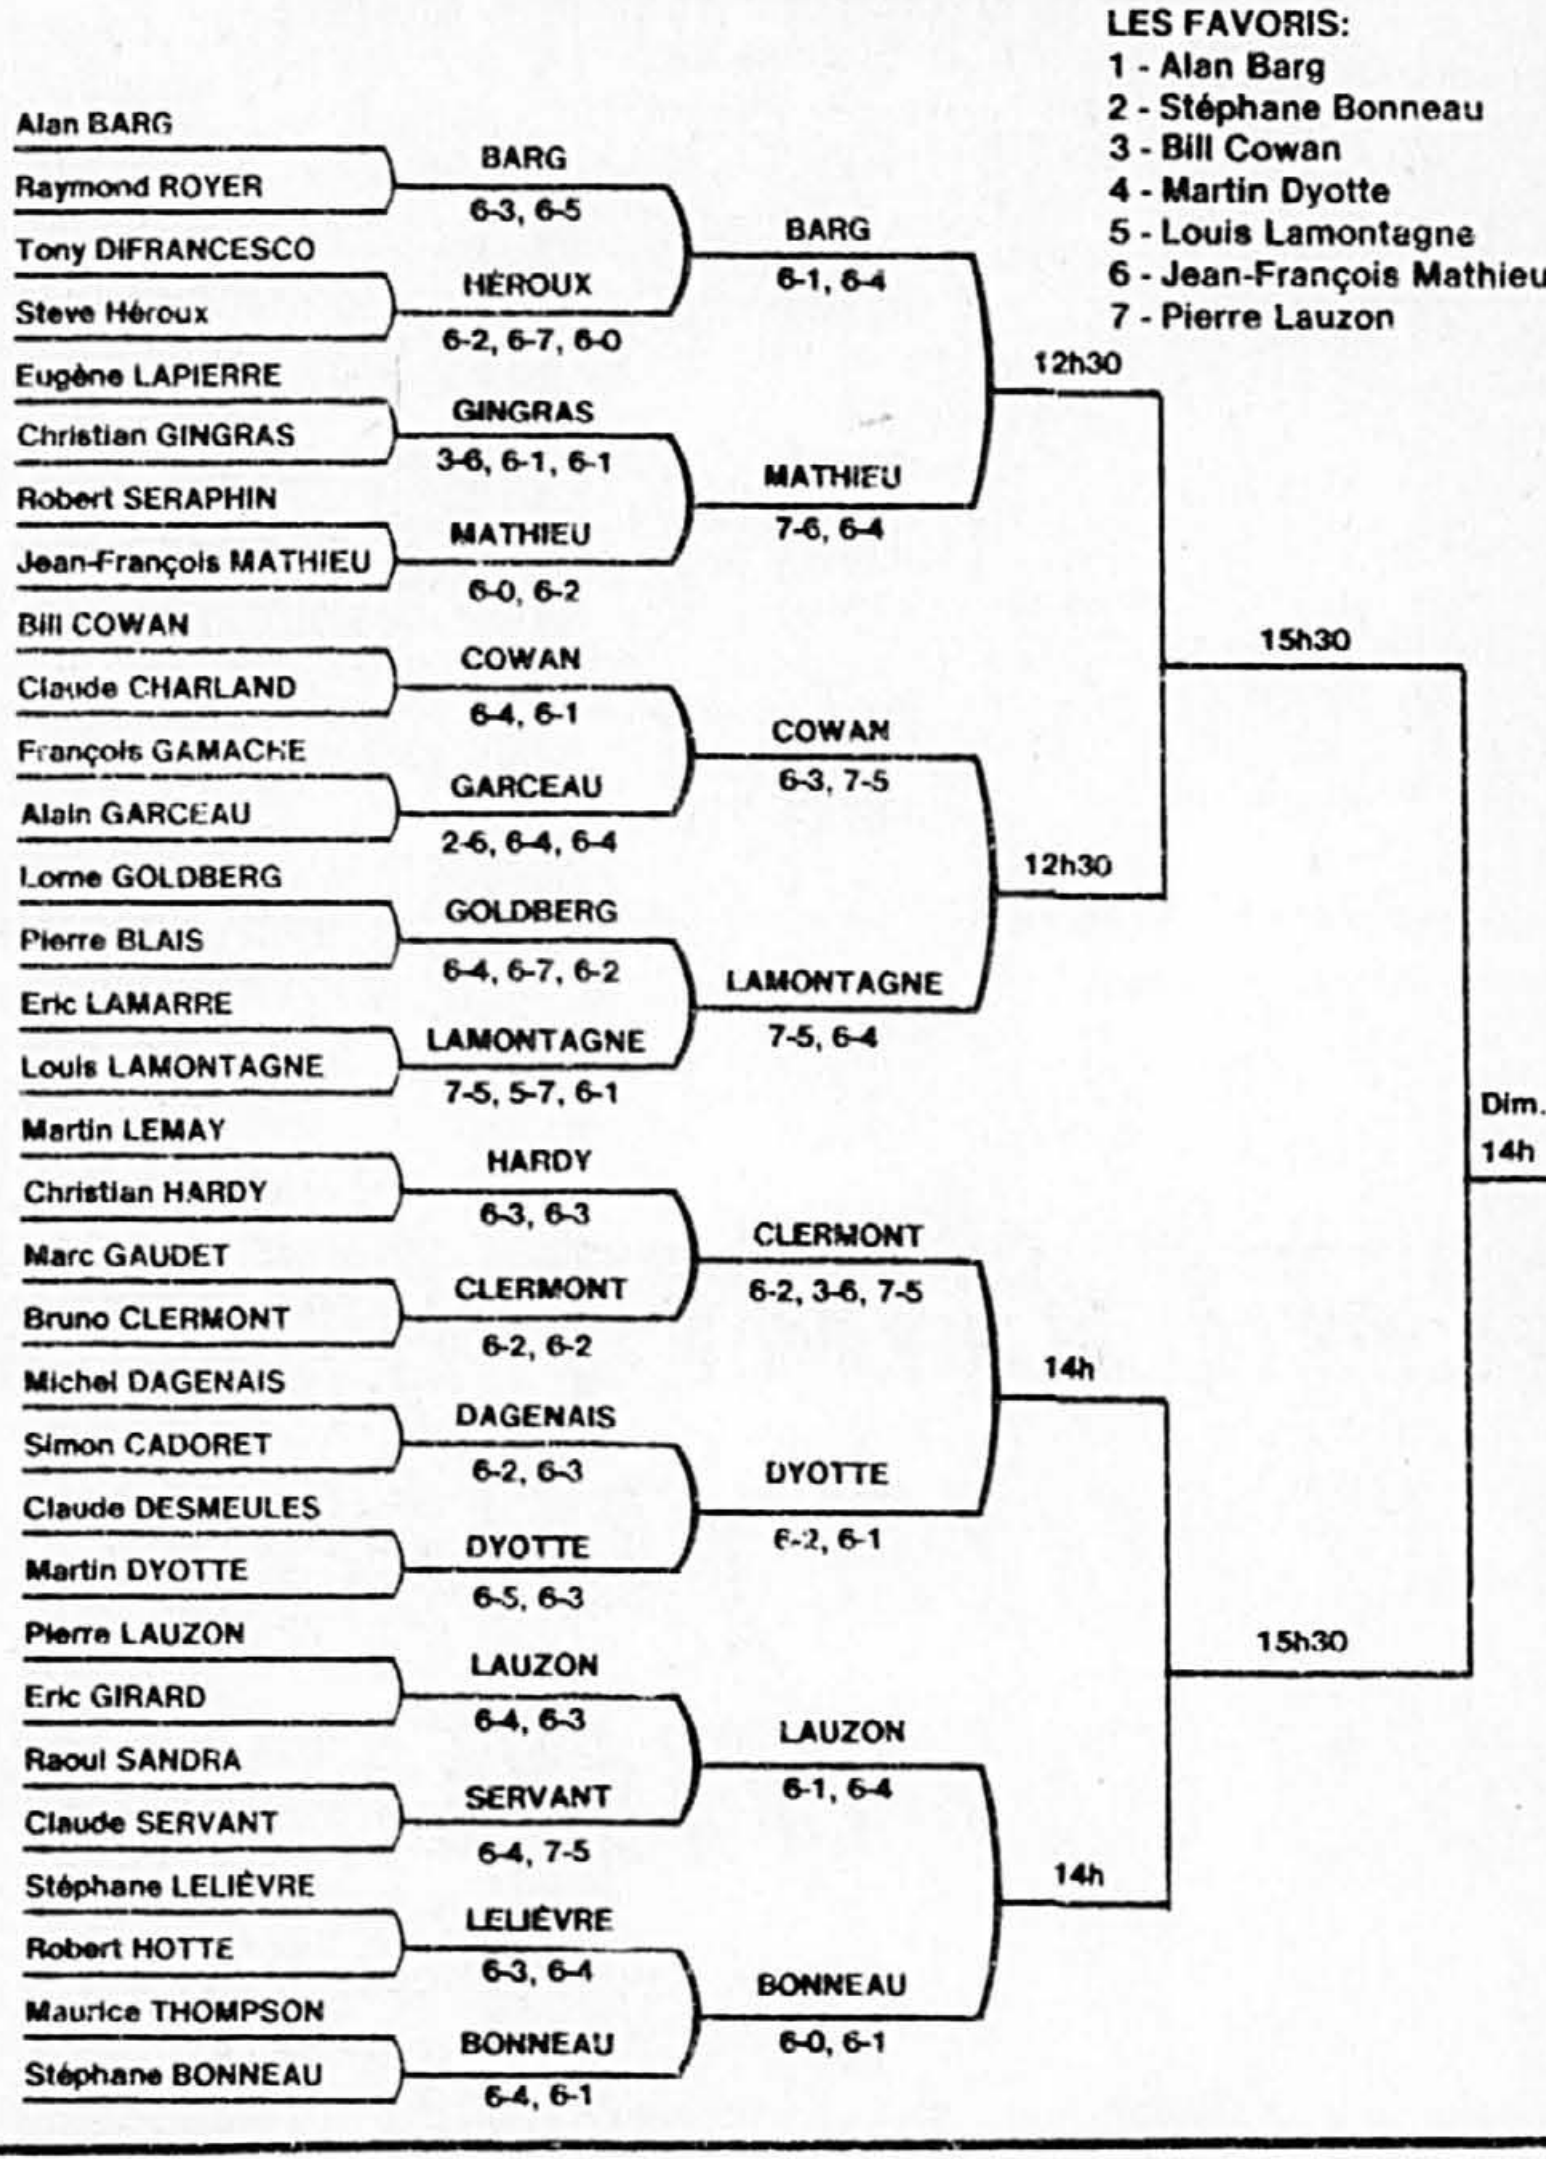 LES FAVORIS:
1 - Alan Barg
2 - Stéphane Bonneau
3 - Bill Cowan
4 - Martin Dyotte
5 - Louis Lamontagne
6 - Jean-François Mathieu
7 - Pierre Lauzon
Alan BARG
Raymond ROYER
Tony DIFRANCESCO
Steve Héroux
Eugène LAPIERRE
Christian GINGRAS
Robert SERAPHIN
Jean-François MATHIEU
Bill COWAN
Claude CHARLAND
François GAMACHE
Alain GARCEAU
Lorne GOLDBERG
Pierre BLAIS
Eric LAMARRE
Louis LAMONTAGNE
Martin LEMAY
Christian HARDY
Marc GAUDET
Bruno CLERMONT
Michel DAGENAIS
Simon CADORET
Claude DESMEULES
Martin DYOTTE
Pierre LAUZON
Eric GIRARD
Raoul SANDRA
Claude SERVANT
Stéphane LELIÈVRE
Robert HOTTE
Maurice THOMPSON
Stéphane BONNEAU
BARG
6-3, 6-5
HÉROUX
6-2, 6-7, 6-0
GINGRAS
3-6, 6-1, 6-1
MATHIEU
6-0, 6-2
COWAN
6-4, 6-1
GARCEAU
2-6, 6-4, 6-4
GOLDBERG
6-4, 6-7, 6-2
LAMONTAGNE
7-5, 5-7, 6-1
HARDY
6-3, 6-3
CLERMONT
6-2, 6-2
DAGENAIS
6-2, 6-3
DYOTTE
6-5, 6-3
LAUZON
6-4, 6-3
SERVANT
6-4, 7-5
LELIÈVRE
6-3, 6-4
BONNEAU
6-4, 6-1
BARG
6-1, 6-4
MATHIEU
7-6, 6-4
COWAN
6-3, 7-5
LAMONTAGNE
7-5, 6-4
CLERMONT
6-2, 3-6, 7-5
DYOTTE
6-2, 6-1
LAUZON
6-1, 6-4
BONNEAU
6-0, 6-1
12h30
12h30
14h
14h
15h30
15h30
Dim.
14h